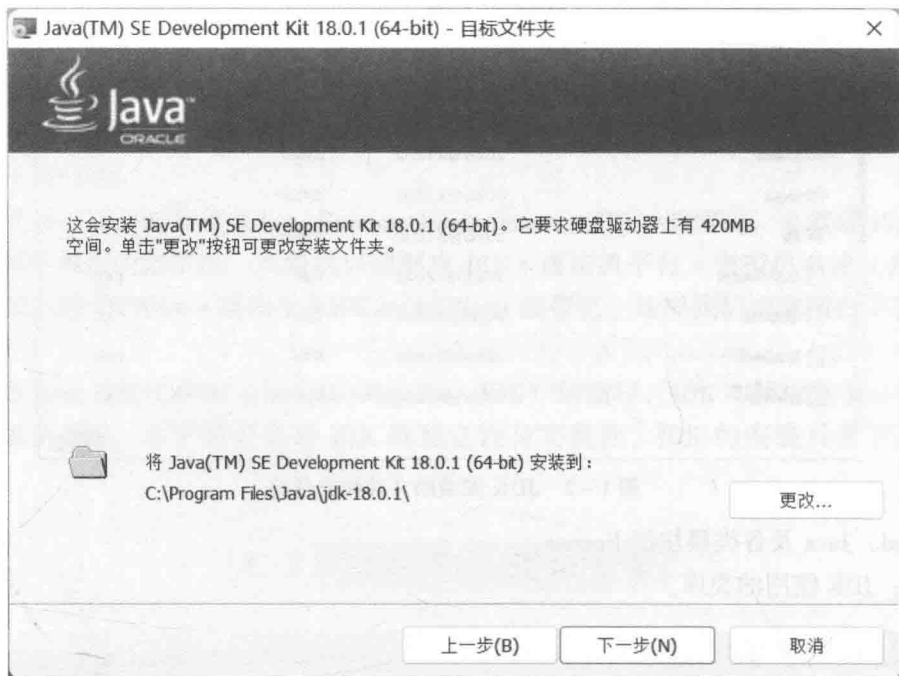 Java(TM) SE Development Kit 18.0.1 (64-bit) - 目标文件夹
Java™
ORACLE
这会安装 Java(TM) SE Development Kit 18.0.1 (64-bit)。它要求硬盘驱动器上有 420MB
空间。单击"更改"按钮可更改安装文件夹。
将 Java(TM) SE Development Kit 18.0.1 (64-bit) 安装到：
C:\Program Files\Java\jdk-18.0.1\
更改...
上一步(B)
下一步(N)
取消